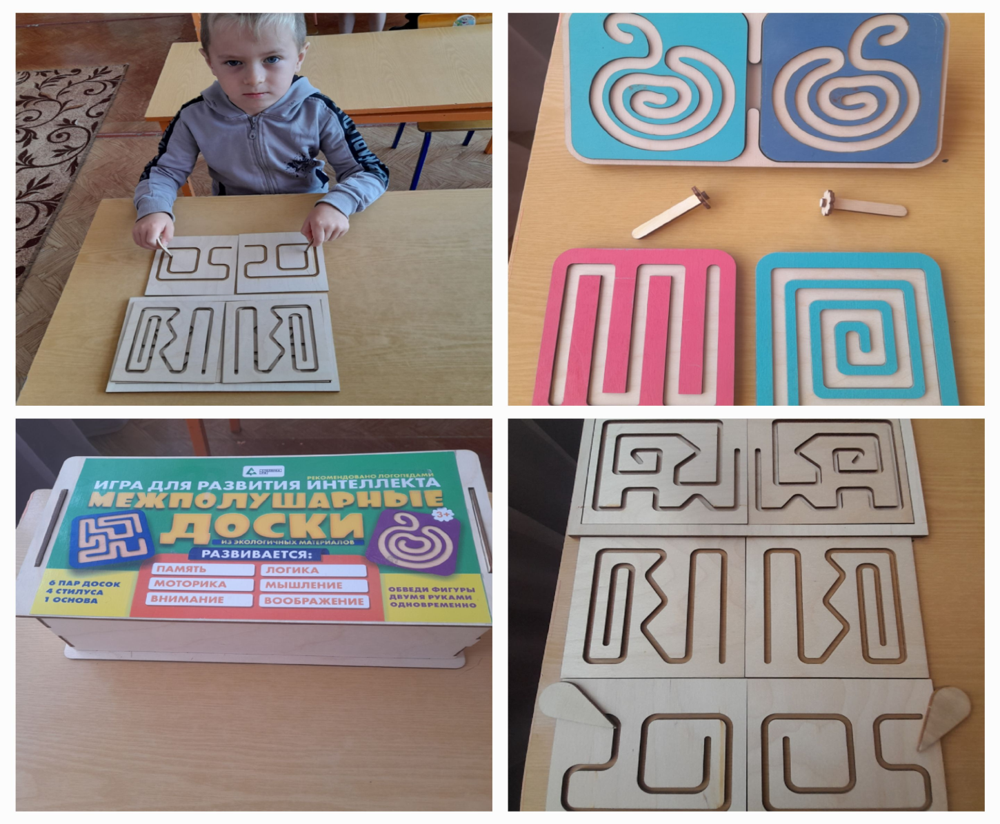 РЕКОМЕНДОВАНО ЛОГОПЕДАМИ
ИГРА ДЛЯ РАЗВИТИЯ ИНТЕЛЛЕКТА
МЕЖПОЛУШАРНЫЕ
ДОСКИ
3+
ИЗ ЭКОЛОГИЧНЫХ МАТЕРИАЛОВ
РАЗВИВАЕТСЯ:
ПАМЯТЬ
ЛОГИКА
МОТОРИКА
МЫШЛЕНИЕ
ВНИМАНИЕ
ВООБРАЖЕНИЕ
6 ПАР ДОСОК
4 СТИЛУСА
1 ОСНОВА
ОБВЕДИ ФИГУРЫ
ДВУМЯ РУКАМИ
ОДНОВРЕМЕННО